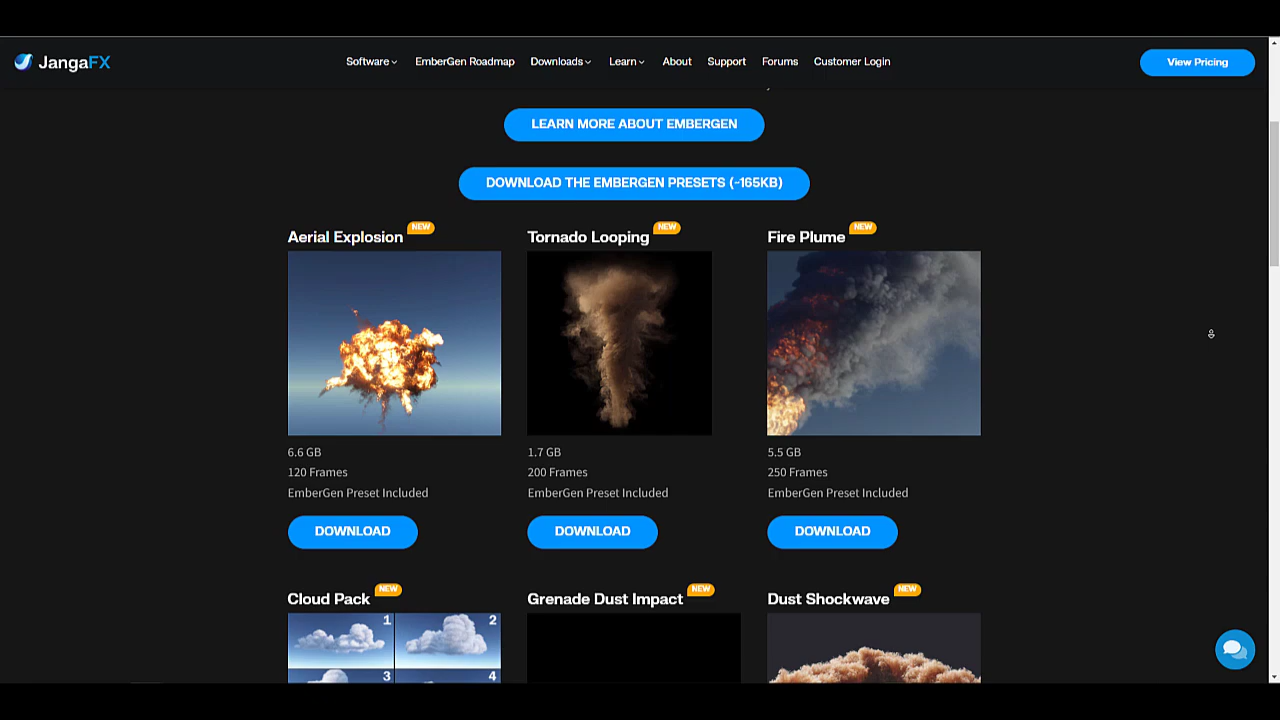 JangaFX
Software
EmberGen Roadmap
Downloads
Learn
About
Support
Forums
Customer Login
View Pricing
LEARN MORE ABOUT EMBERGEN
DOWNLOAD THE EMBERGEN PRESETS (~165KB)
Aerial Explosion NEW
Tornado Looping NEW
Fire Plume NEW
6.6 GB
120 Frames
EmberGen Preset Included
DOWNLOAD
1.7 GB
200 Frames
EmberGen Preset Included
DOWNLOAD
5.5 GB
250 Frames
EmberGen Preset Included
DOWNLOAD
Cloud Pack NEW
Grenade Dust Impact NEW
Dust Shockwave NEW
1
2
3
4